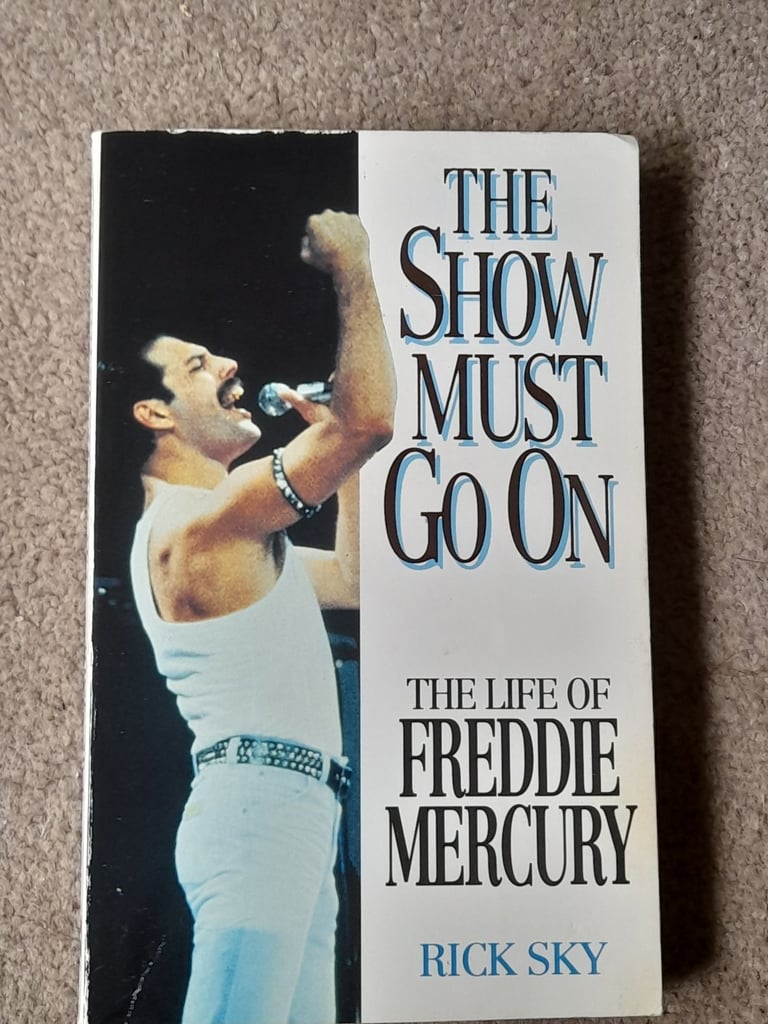 THE
SHOW
MUST
GO ON
THE LIFE OF
FREDDIE
MERCURY
RICK SKY